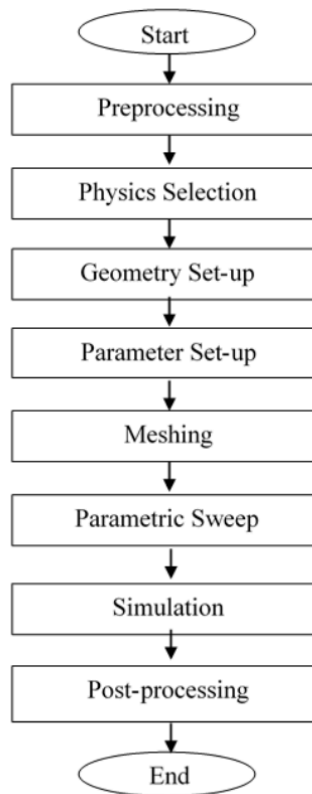 Start
Preprocessing
Physics Selection
Geometry Set-up
Parameter Set-up
Meshing
Parametric Sweep
Simulation
Post-processing
End